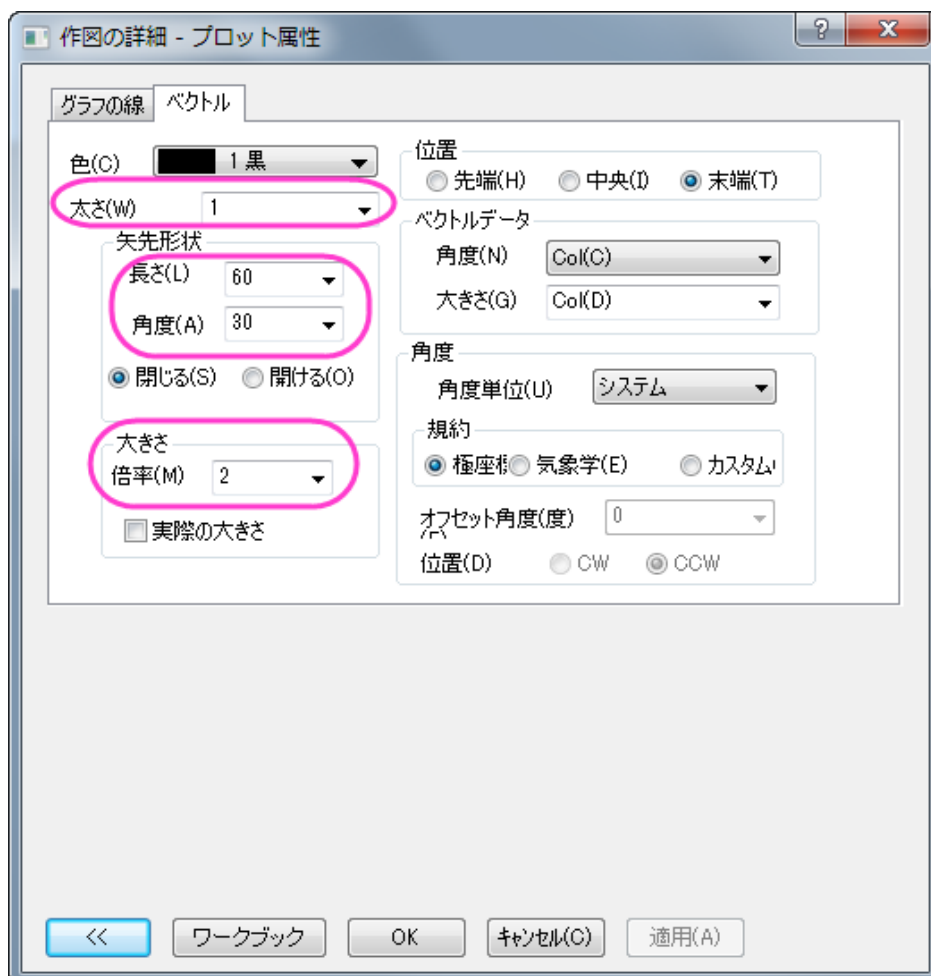 作図の詳細 - プロット属性
グラフの線 ベクトル
色(C) 1 黒
太さ(W) 1
矢先形状
長さ(L) 60
角度(A) 30
閉じる(S) 開ける(O)
大きさ
倍率(M) 2
実際の大きさ
位置
先端(H) 中央(I) 末端(T)
ベクトルデータ
角度(N) Col(C)
大きさ(G) Col(D)
角度
角度単位(U) システム
規約
極座 気象学(E) カスタム
オフセット角度(度) 0
位置(D) CW CCW
<< ワークブック OK キャンセル(C) 適用(A)